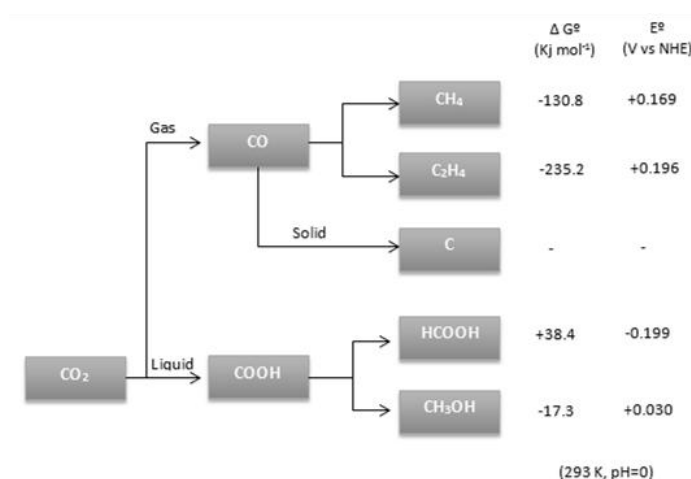 Δ Gº Eº
(Kj mol⁻¹) (V vs NHE)
CH₄ -130.8 +0.169
Gas
CO
C₂H₄ -235.2 +0.196
Solid
C - -
HCOOH +38.4 -0.199
CO₂ Liquid COOH
CH₃OH -17.3 +0.030
(293 K, pH=0)